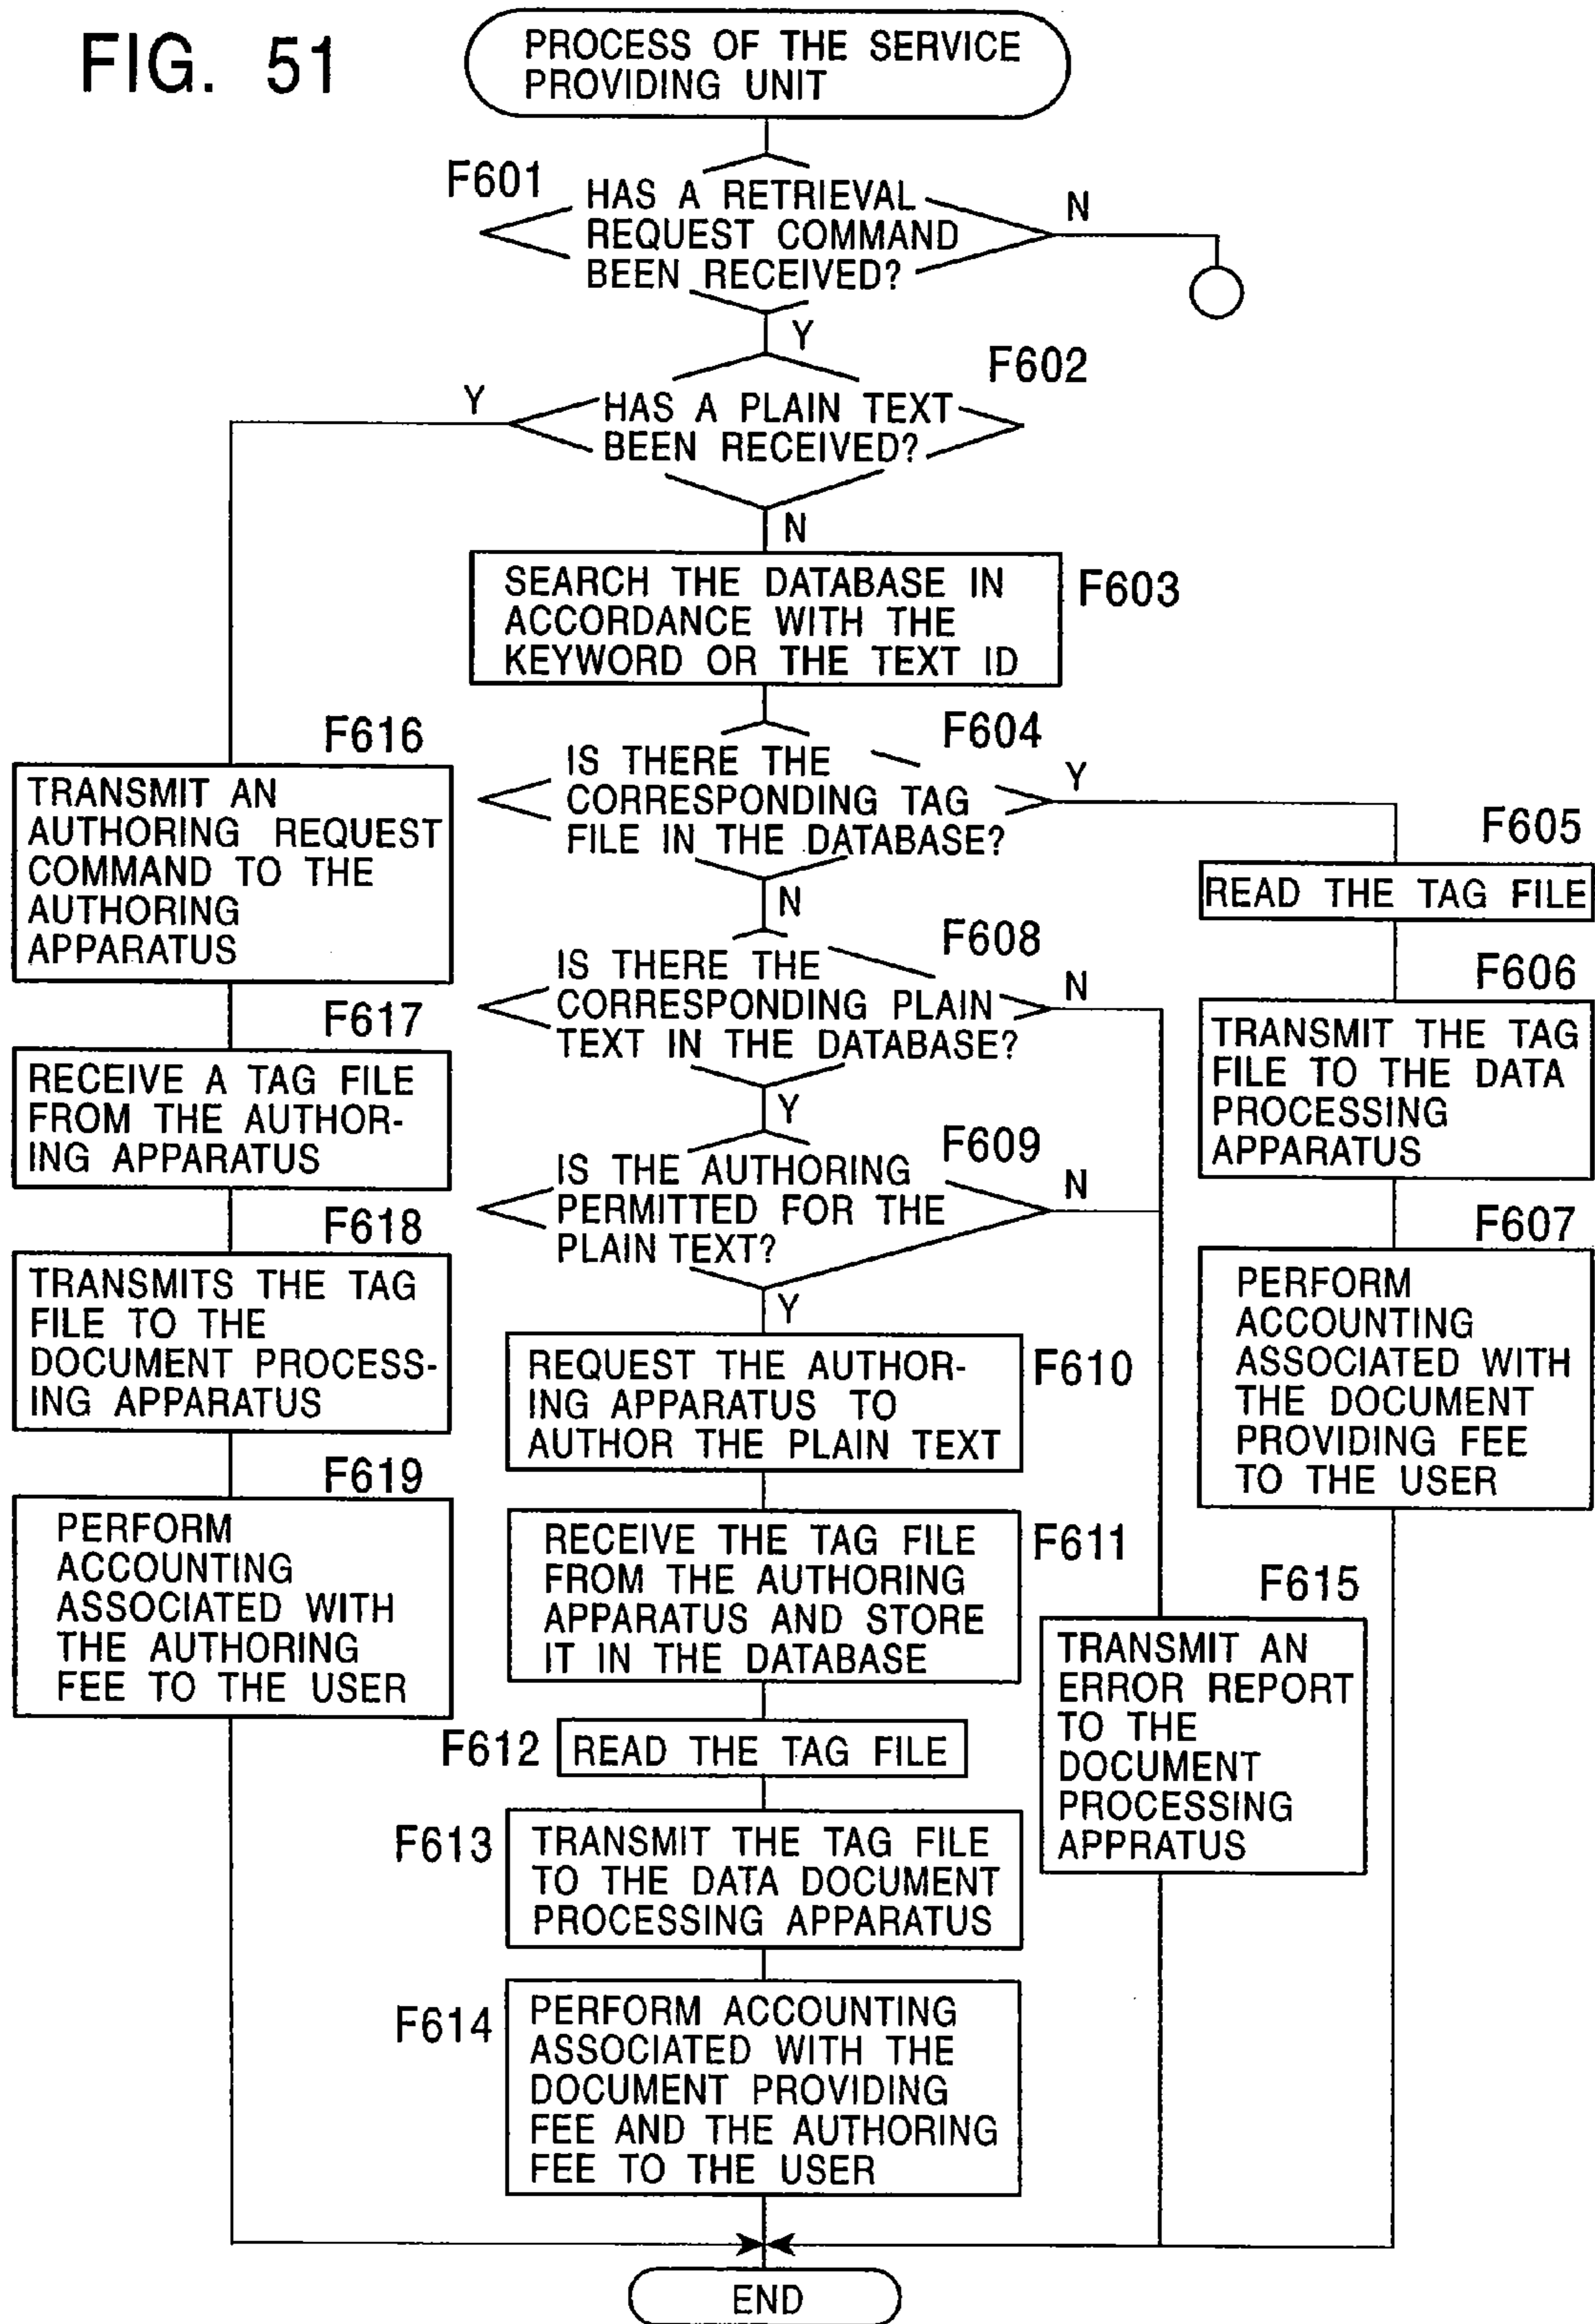 FIG. 51
PROCESS OF THE SERVICE
PROVIDING UNIT
F601
HAS A RETRIEVAL
REQUEST COMMAND
BEEN RECEIVED?
N
Y
F602
Y
HAS A PLAIN TEXT
BEEN RECEIVED?
N
SEARCH THE DATABASE IN
ACCORDANCE WITH THE
KEYWORD OR THE TEXT ID
F603
F604
IS THERE THE
CORRESPONDING TAG
FILE IN THE DATABASE?
Y
N
F605
READ THE TAG FILE
F606
TRANSMIT THE TAG
FILE TO THE DATA
PROCESSING
APPARATUS
F607
PERFORM
ACCOUNTING
ASSOCIATED WITH
THE DOCUMENT
PROVIDING FEE
TO THE USER
F608
IS THERE THE
CORRESPONDING PLAIN
TEXT IN THE DATABASE?
N
Y
F609
IS THE AUTHORING
PERMITTED FOR THE
PLAIN TEXT?
N
Y
REQUEST THE AUTHOR-
ING APPARATUS TO
AUTHOR THE PLAIN TEXT
F610
RECEIVE THE TAG FILE
FROM THE AUTHORING
APPARATUS AND STORE
IT IN THE DATABASE
F611
F612
READ THE TAG FILE
F613
TRANSMIT THE TAG FILE
TO THE DATA DOCUMENT
PROCESSING APPARATUS
F614
PERFORM ACCOUNTING
ASSOCIATED WITH THE
DOCUMENT PROVIDING
FEE AND THE AUTHORING
FEE TO THE USER
F615
TRANSMIT AN
ERROR REPORT
TO THE
DOCUMENT
PROCESSING
APPRATUS
F616
TRANSMIT AN
AUTHORING REQUEST
COMMAND TO THE
AUTHORING
APPARATUS
F617
RECEIVE A TAG FILE
FROM THE AUTHOR-
ING APPARATUS
F618
TRANSMITS THE TAG
FILE TO THE
DOCUMENT PROCESS-
ING APPARATUS
F619
PERFORM
ACCOUNTING
ASSOCIATED WITH
THE AUTHORING
FEE TO THE USER
END